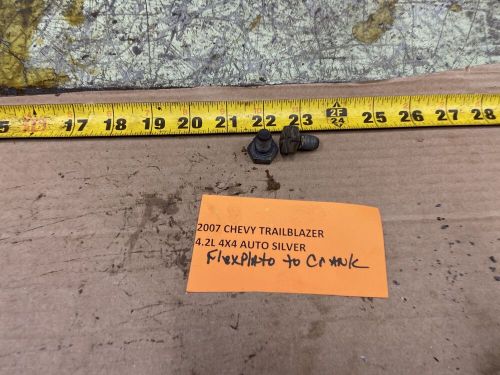 5 17 18 19 20 21 22 23 2F 24 25 26 27 28
2007 CHEVY TRAILBLAZER
4.2L 4X4 AUTO SILVER
Flexplate to CRANK